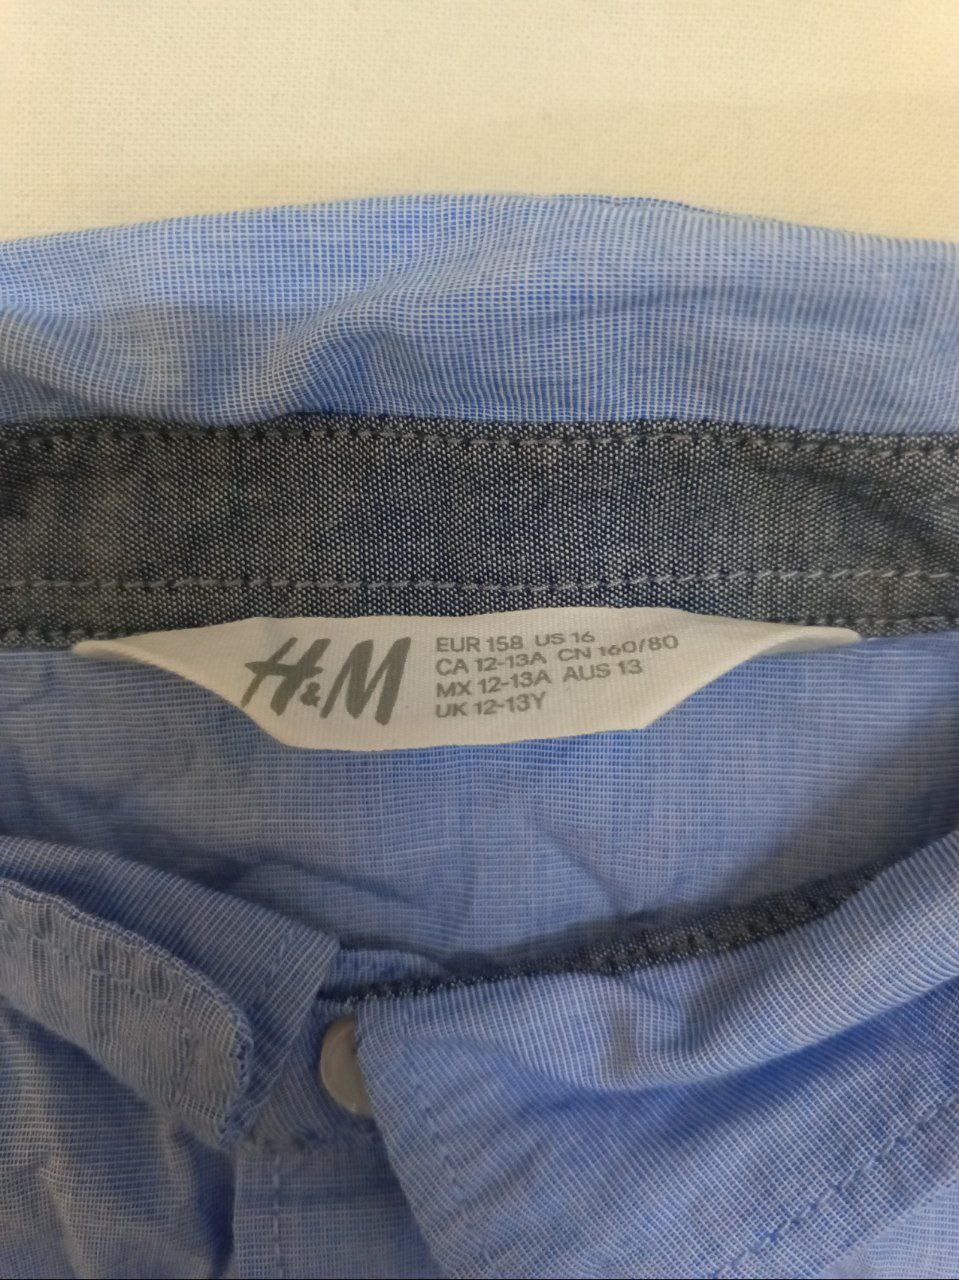 H&M
EUR 158 US 16
CA 12-13A CN 160/80
MX 12-13A AUS 13
UK 12-13Y